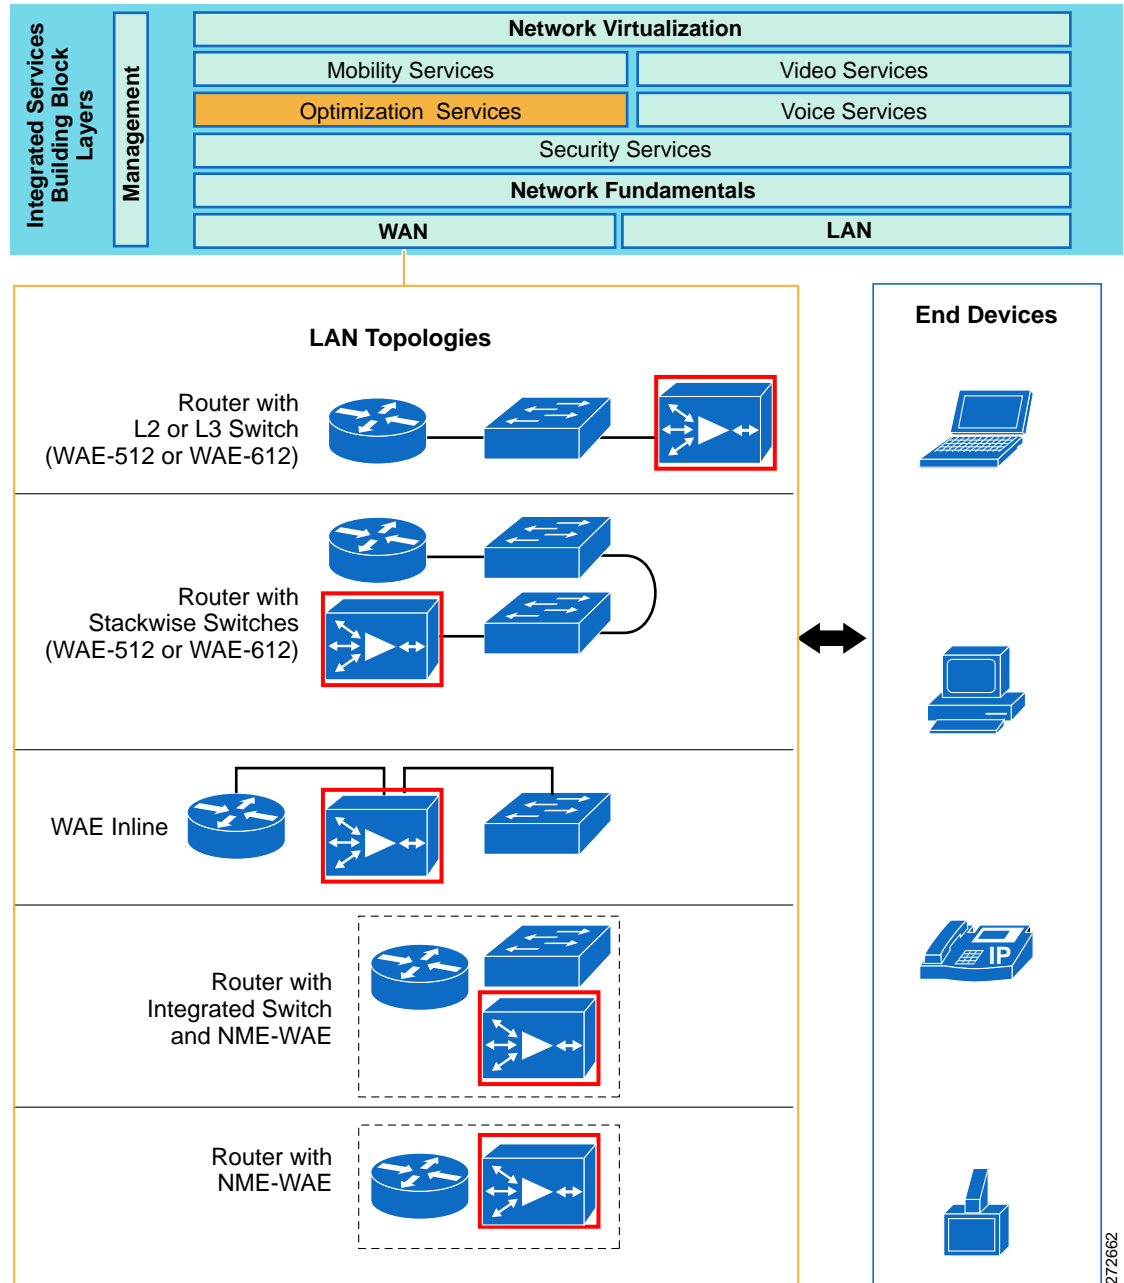 Integrated Services
Building Block
Layers
Management
Network Virtualization
Mobility Services
Video Services
Optimization Services
Voice Services
Security Services
Network Fundamentals
WAN
LAN
LAN Topologies
Router with
L2 or L3 Switch
(WAE-512 or WAE-612)
Router with
Stackwise Switches
(WAE-512 or WAE-612)
WAE Inline
Router with
Integrated Switch
and NME-WAE
Router with
NME-WAE
End Devices
IP
272662